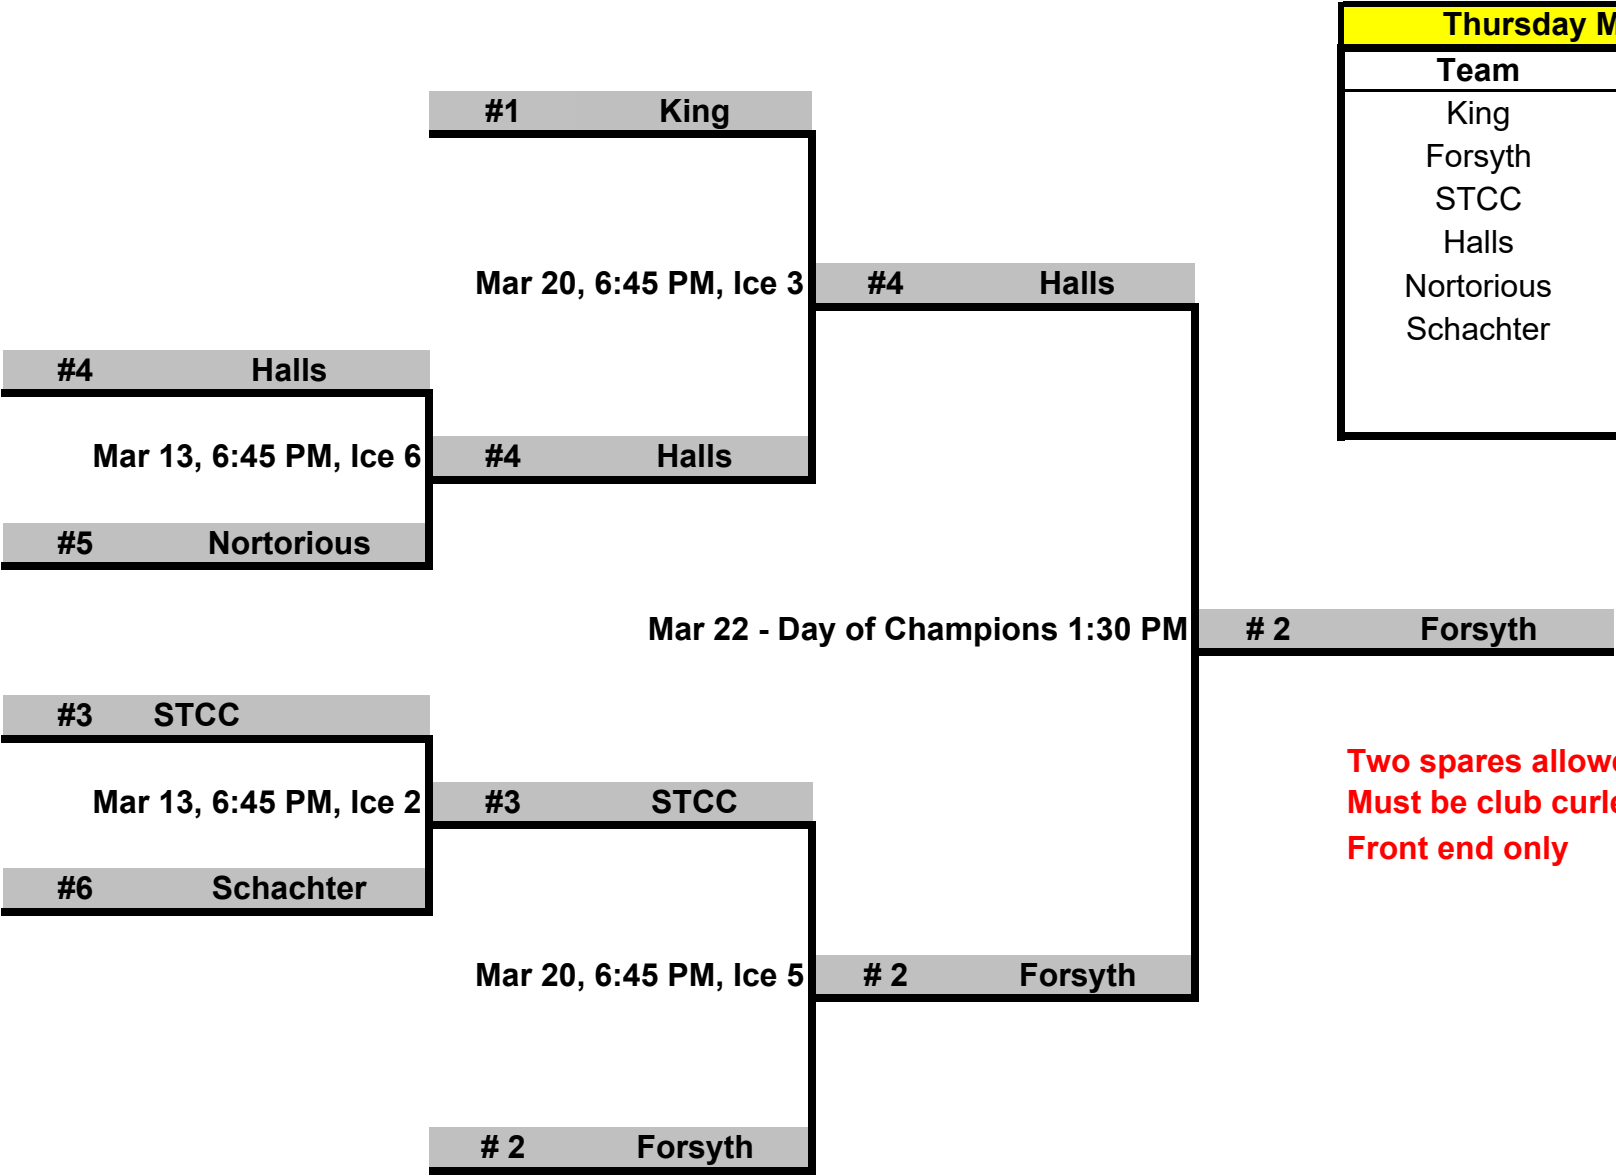 Thursday M
Team
#1 King
King
Forsyth
STCC
Halls
Mar 20, 6:45 PM, Ice 3 #4 Halls
Nortorious
Schachter
#4 Halls
Mar 13, 6:45 PM, Ice 6 #4 Halls
#5 Nortorious
Mar 22 - Day of Champions 1:30 PM # 2 Forsyth
#3 STCC
Two spares allowe
Mar 13, 6:45 PM, Ice 2 #3 STCC
Must be club curle
Front end only
#6 Schachter
Mar 20, 6:45 PM, Ice 5 # 2 Forsyth
# 2 Forsyth